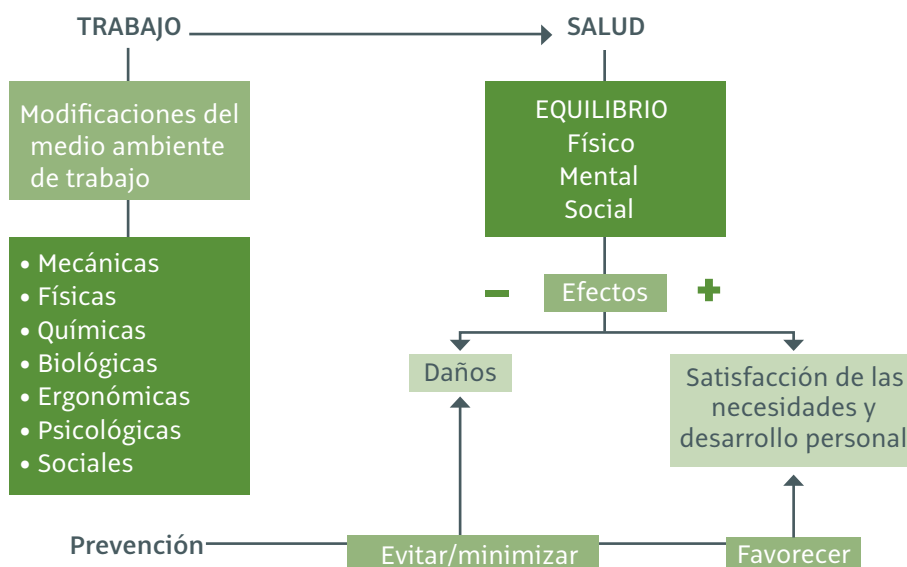 TRABAJO
SALUD
Modificaciones del
medio ambiente
de trabajo
EQUILIBRIO
Físico
Mental
Social
• Mecánicas
• Físicas
• Químicas
• Biológicas
• Ergonómicas
• Psicológicas
• Sociales
– Efectos +
Daños
Satisfacción de las
necesidades y
desarrollo personal
Prevención
Evitar/minimizar
Favorecer